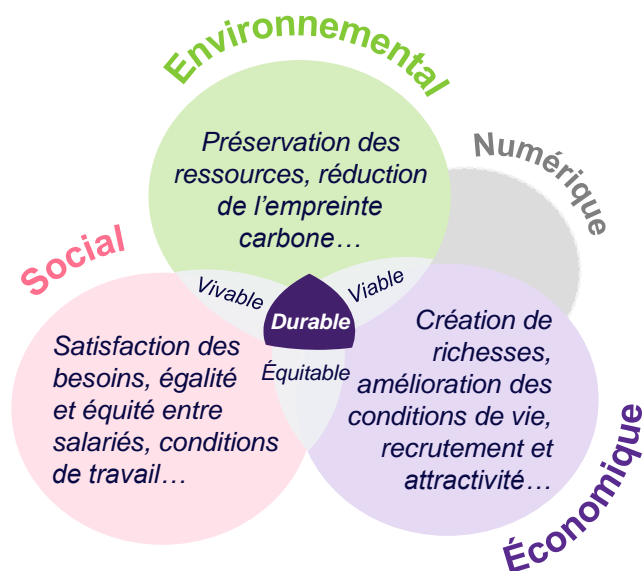 Environnemental
Préservation des
ressources, réduction
de l’empreinte
carbone…
Numérique
Social
Vivable
Viable
Durable
Équitable
Satisfaction des
besoins, égalité
et équité entre
salariés, conditions
de travail…
Création de
richesses,
amélioration des
conditions de vie,
recrutement et
attractivité…
Économique